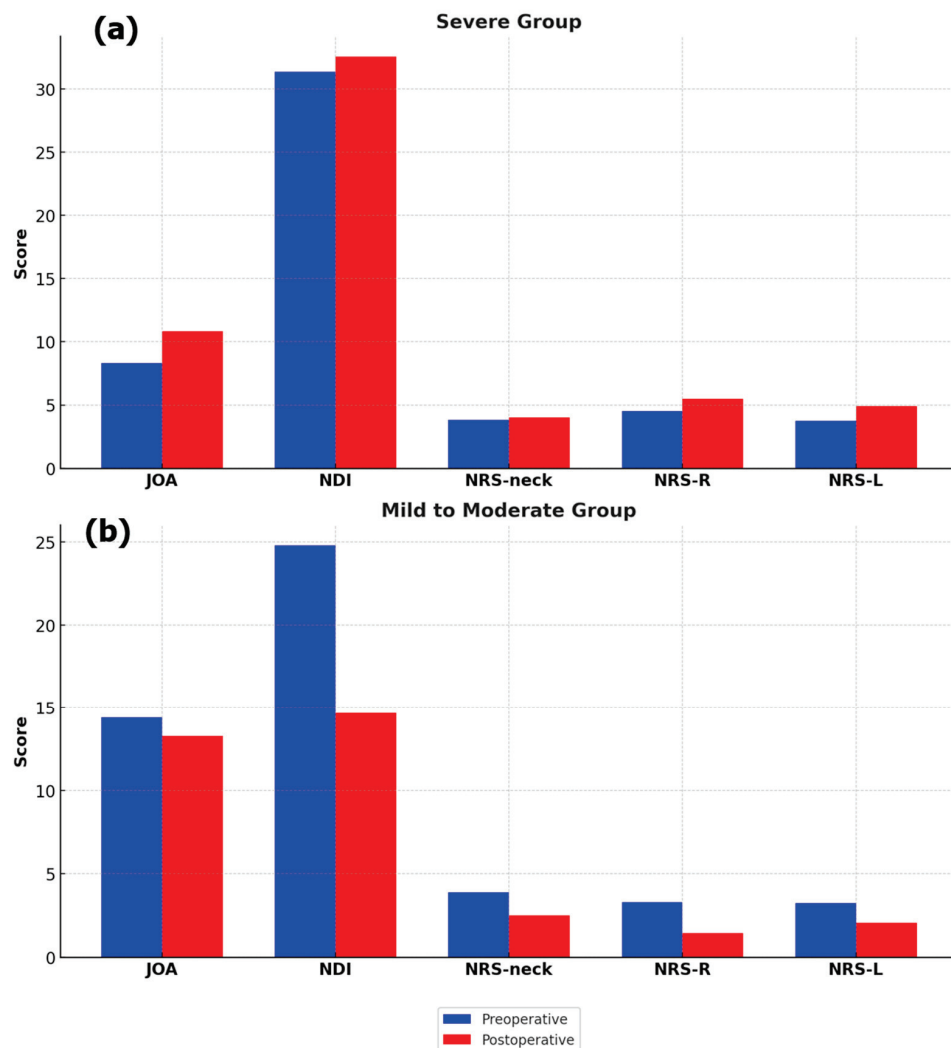 (a)
Severe Group
Score
30
25
20
15
10
5
0
JOA NDI NRS-neck NRS-R NRS-L
(b)
Mild to Moderate Group
Score
25
20
15
10
5
0
JOA NDI NRS-neck NRS-R NRS-L
Preoperative
Postoperative